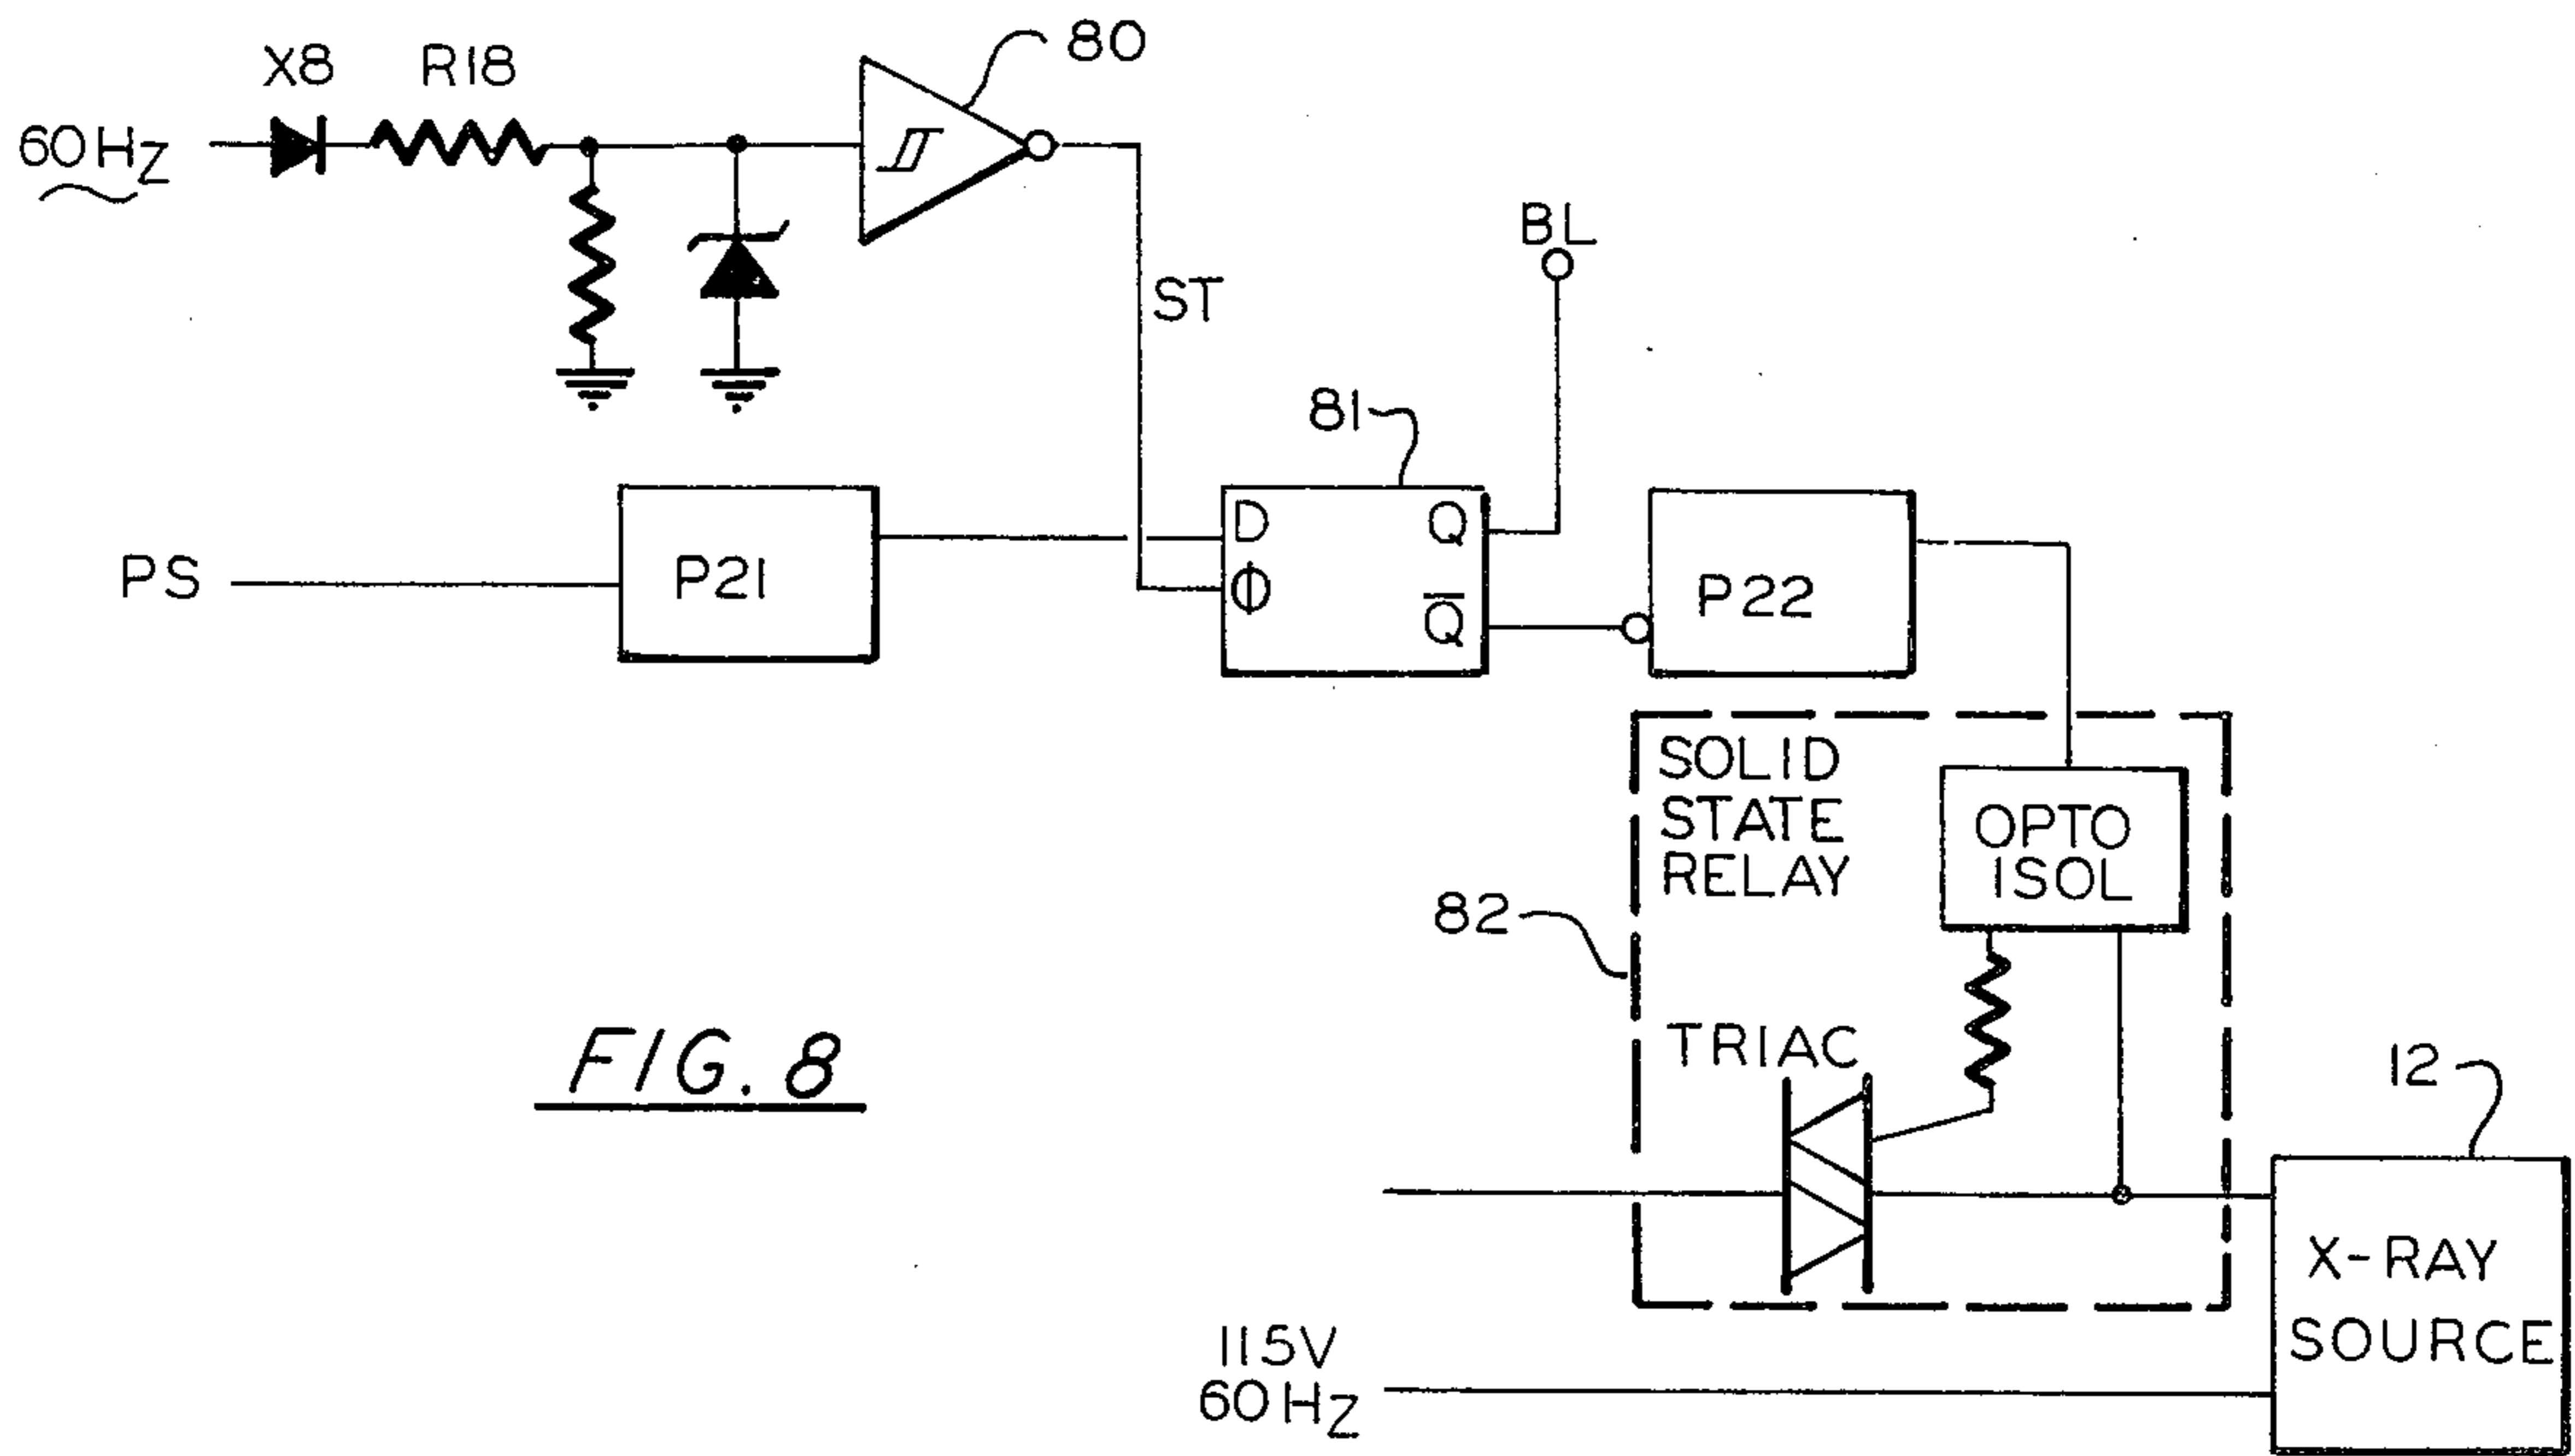 X8
R18
80
60Hz
ST
BL
81
PS
P21
D
Φ
Q
Q̅
P22
SOLID
STATE
RELAY
OPTO
ISOL
82
TRIAC
12
X-RAY
SOURCE
115V
60Hz
FIG. 8